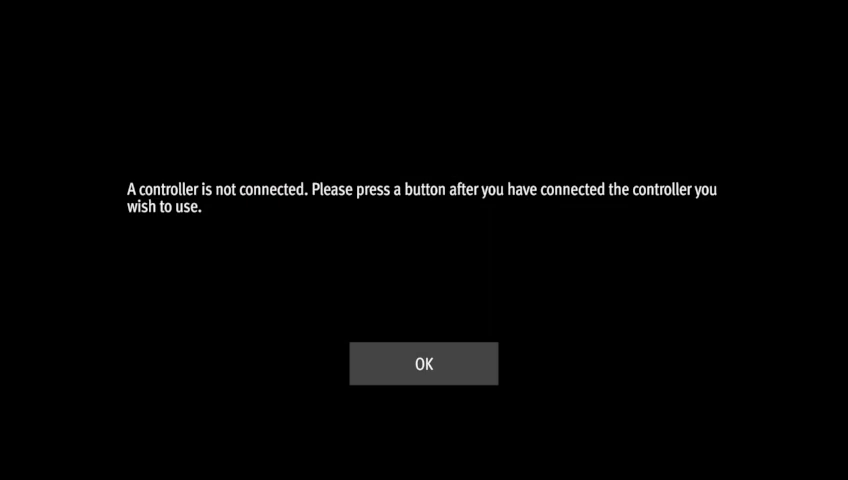 A controller is not connected. Please press a button after you have connected the controller you
wish to use.
OK